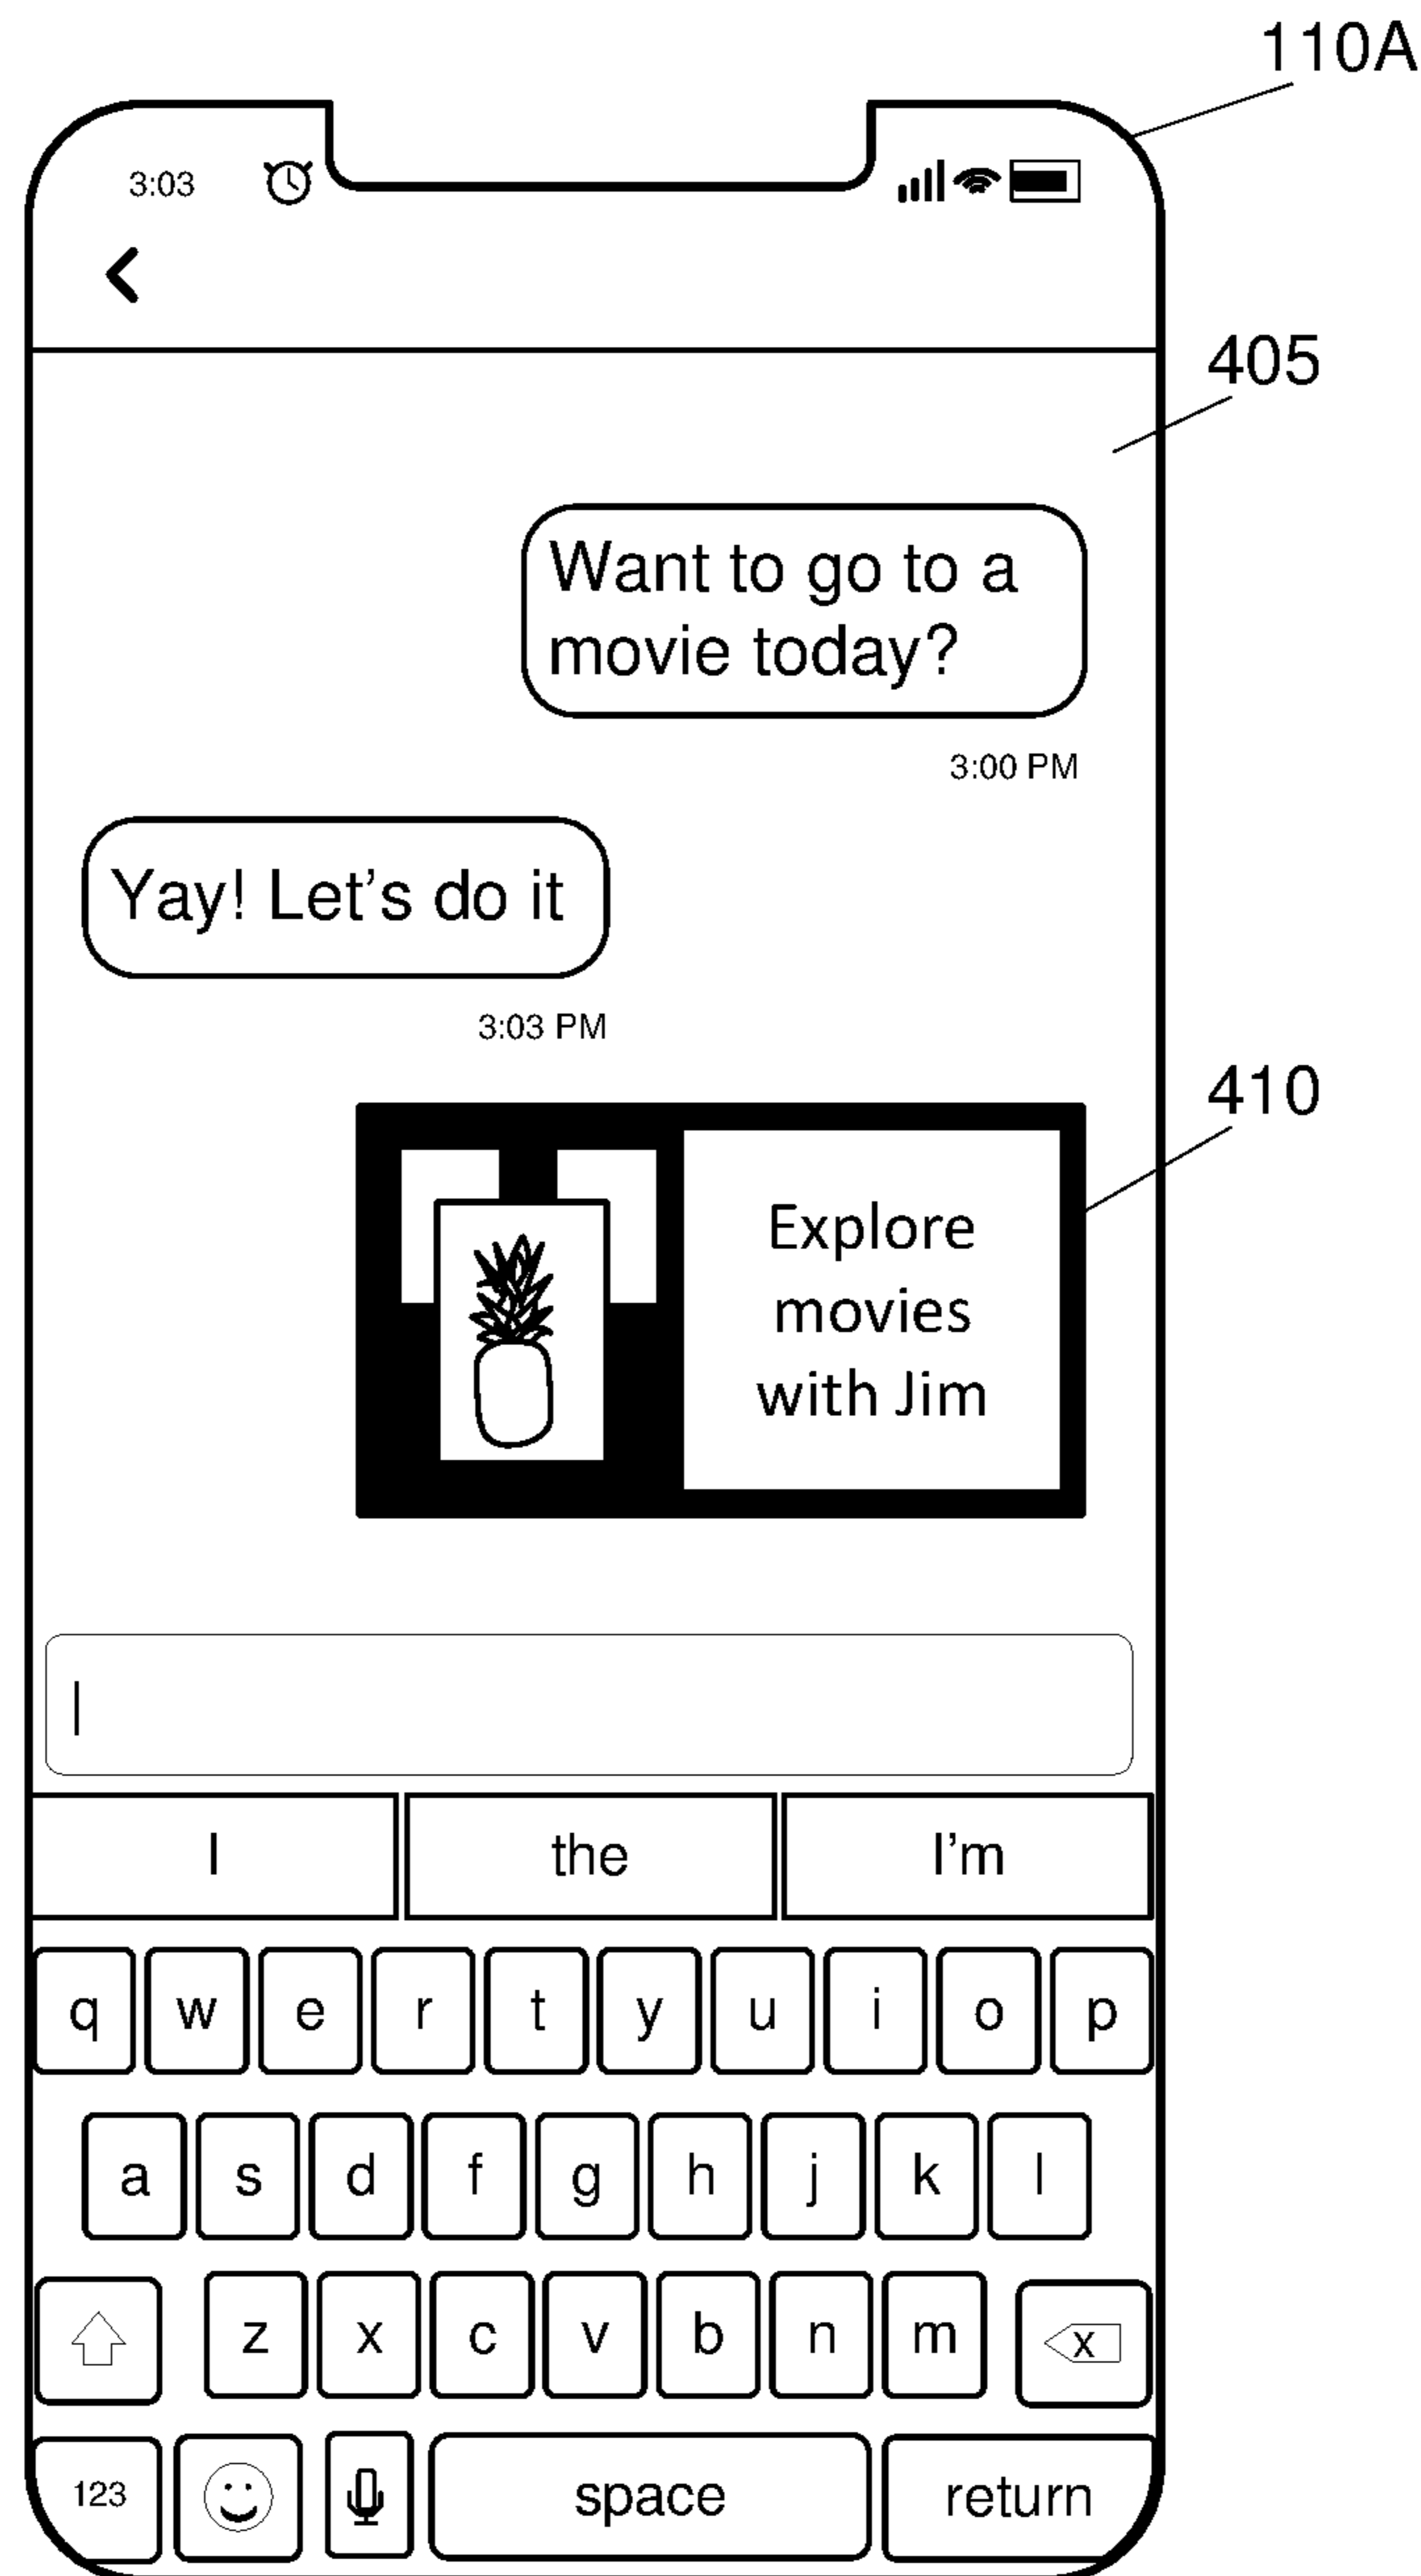 110A
3:03
405
Want to go to a
movie today?
3:00 PM
Yay! Let’s do it
3:03 PM
410
Explore
movies
with Jim
I the I’m
q w e r t y u i o p
a s d f g h j k l
z x c v b n m x
123 space return